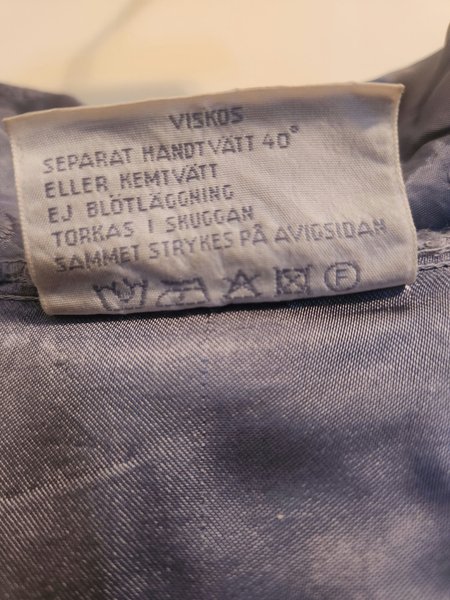 VISKOS
SEPARAT HANDTVÄTT 40°
ELLER KEMTVÄTT
EJ BLÖTLÄGGNING
TORKAS I SKUGGAN
SAMMET STRYKES PÅ AVIGSIDAN
F